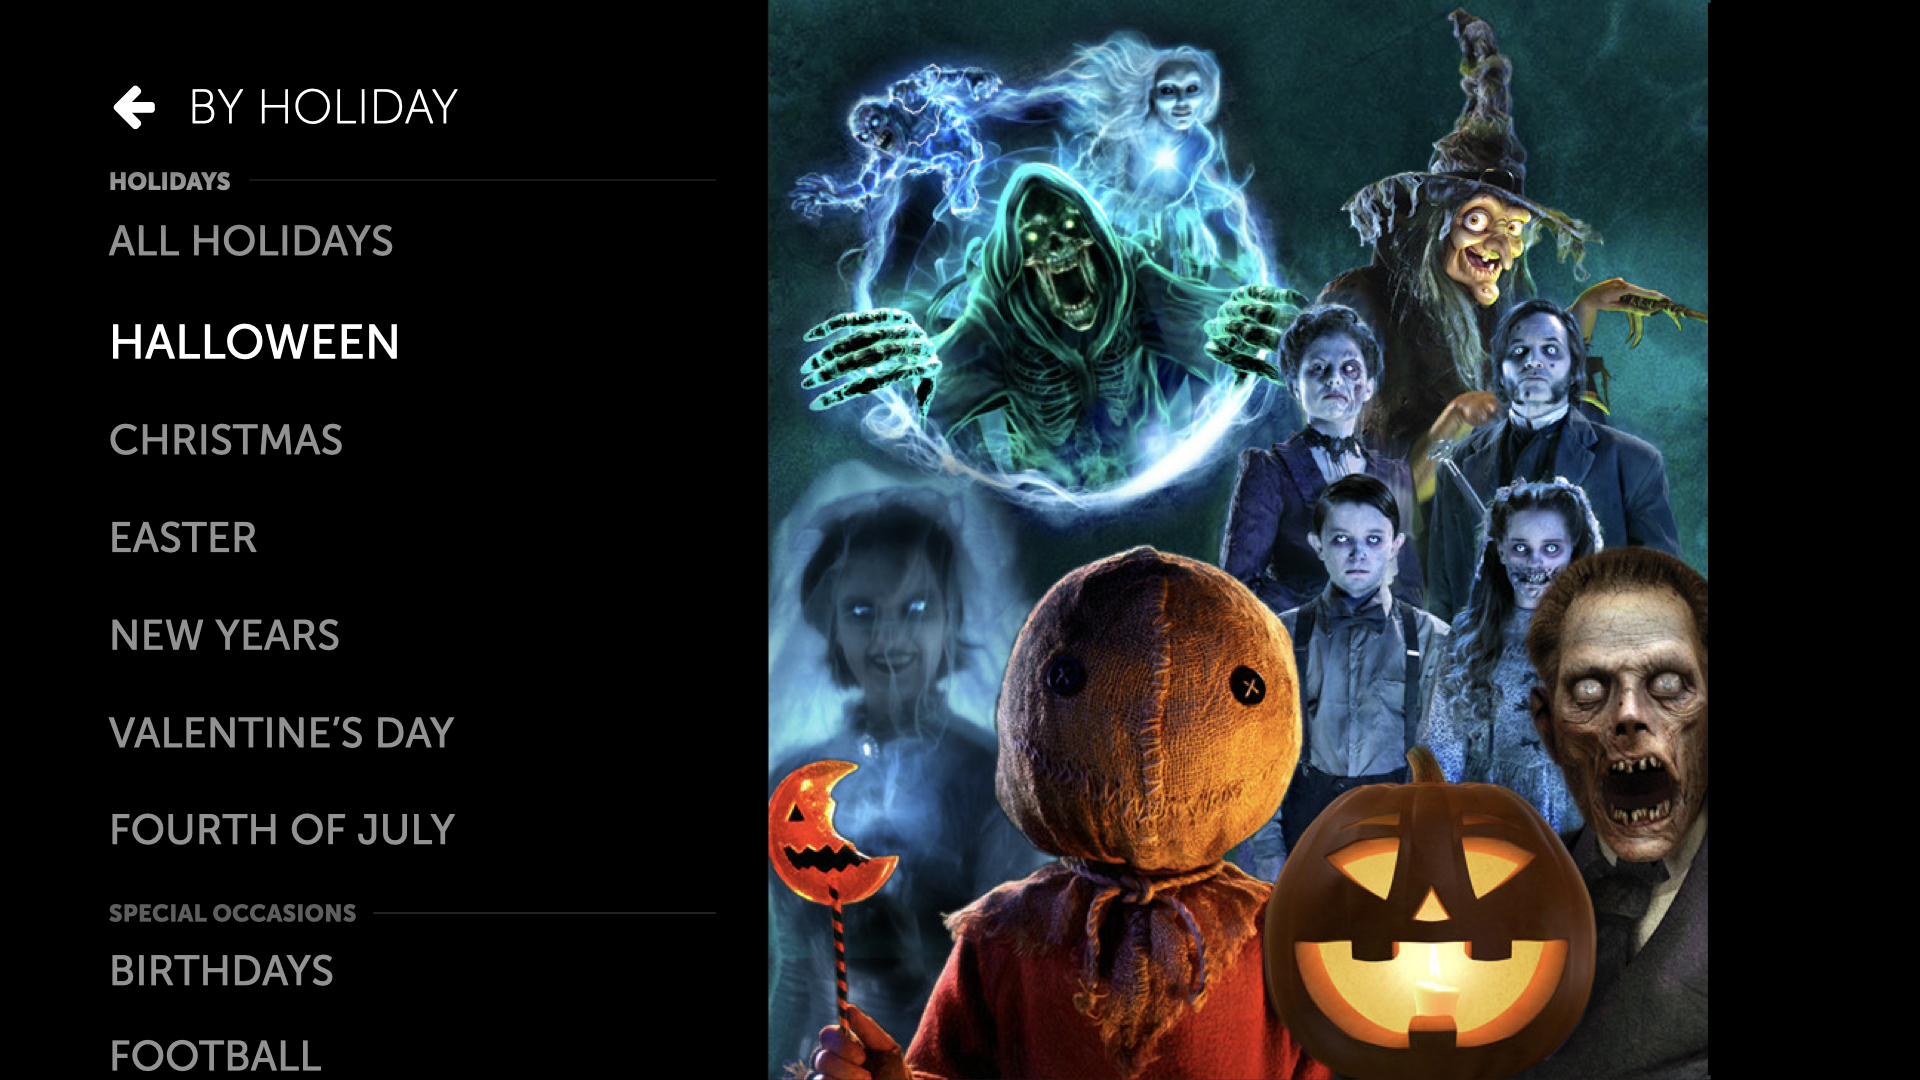 BY HOLIDAY
HOLIDAYS
ALL HOLIDAYS
HALLOWEEN
CHRISTMAS
EASTER
NEW YEARS
VALENTINE’S DAY
FOURTH OF JULY
SPECIAL OCCASIONS
BIRTHDAYS
FOOTBALL